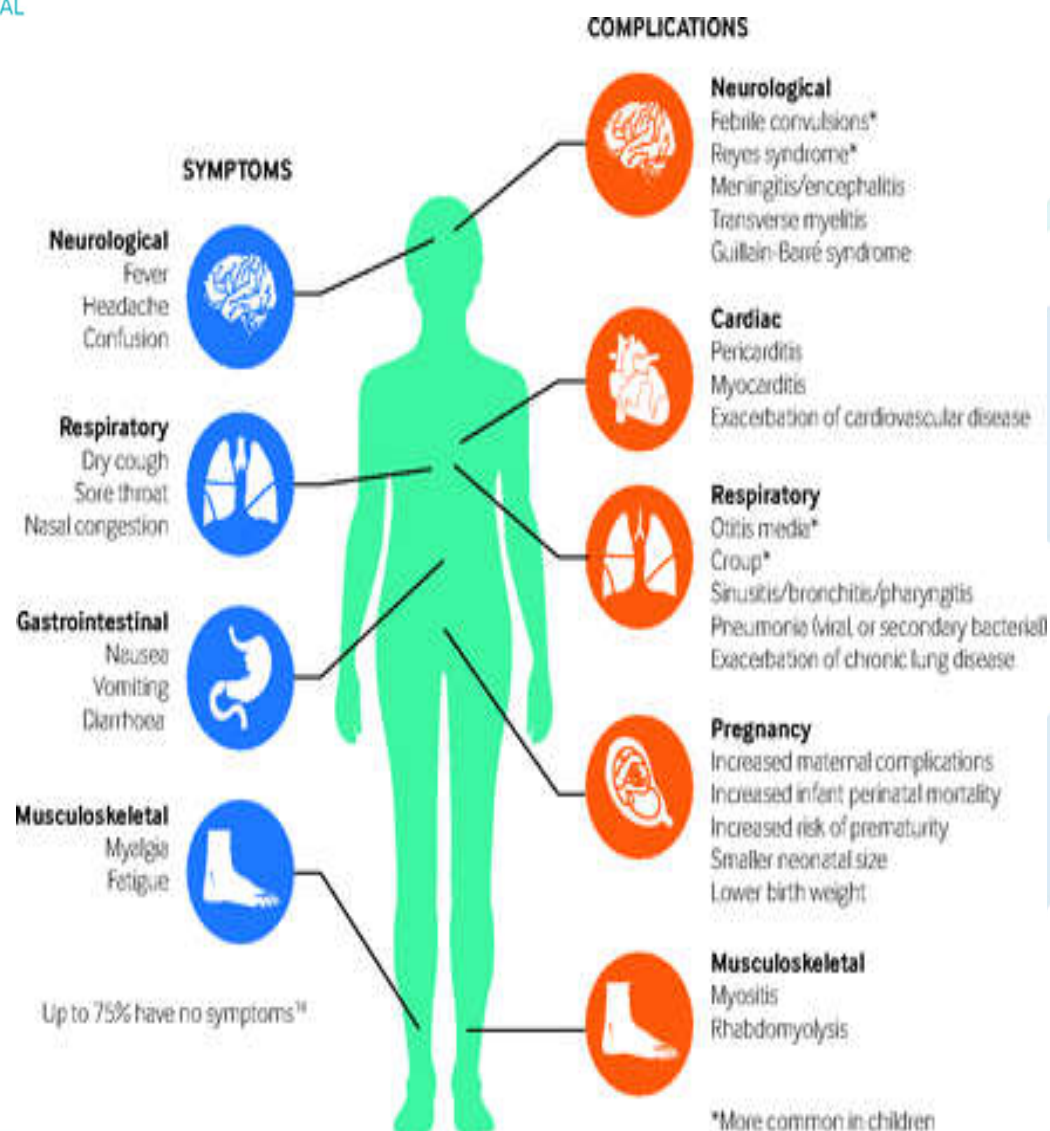 AL
COMPLICATIONS
Neurological
Febrile convulsions*
Reyes syndrome*
Meningitis/encephalitis
Transverse myelitis
Guillain-Barré syndrome
Cardiac
Pericarditis
Myocarditis
Exacerbation of cardiovascular disease
Respiratory
Otitis media*
Croup*
Sinusitis/bronchitis/pharyngitis
Pneumonia (viral, or secondary bacterial)
Exacerbation of chronic lung disease
Pregnancy
Increased maternal complications
Increased infant perinatal mortality
Increased risk of prematurity
Smaller neonatal size
Lower birth weight
Musculoskeletal
Myositis
Rhabdomyolysis
*More common in children
SYMPTOMS
Neurological
Fever
Headache
Confusion
Respiratory
Dry cough
Sore throat
Nasal congestion
Gastrointestinal
Nausea
Vomiting
Diarrhoea
Musculoskeletal
Myalgia
Fatigue
Up to 75% have no symptoms